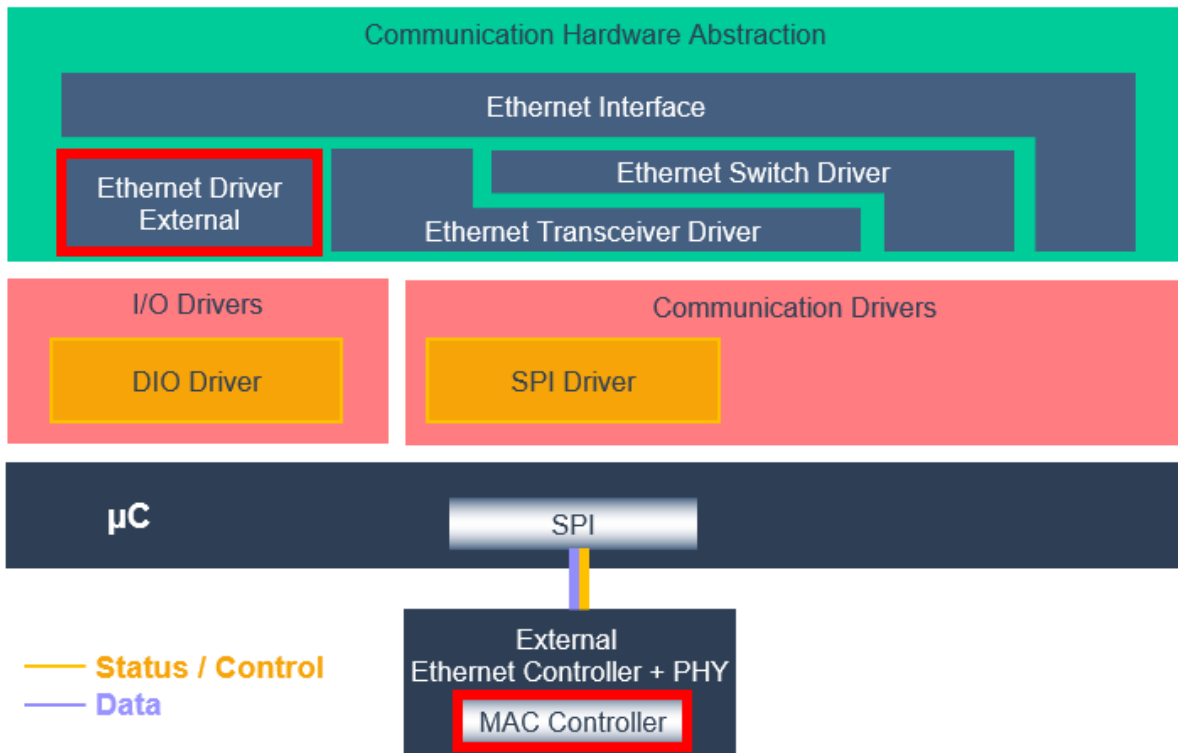 Communication Hardware Abstraction
Ethernet Interface
Ethernet Driver
External
Ethernet Switch Driver
Ethernet Transceiver Driver
I/O Drivers
Communication Drivers
DIO Driver
SPI Driver
µC
SPI
External
Ethernet Controller + PHY
MAC Controller
Status / Control
Data